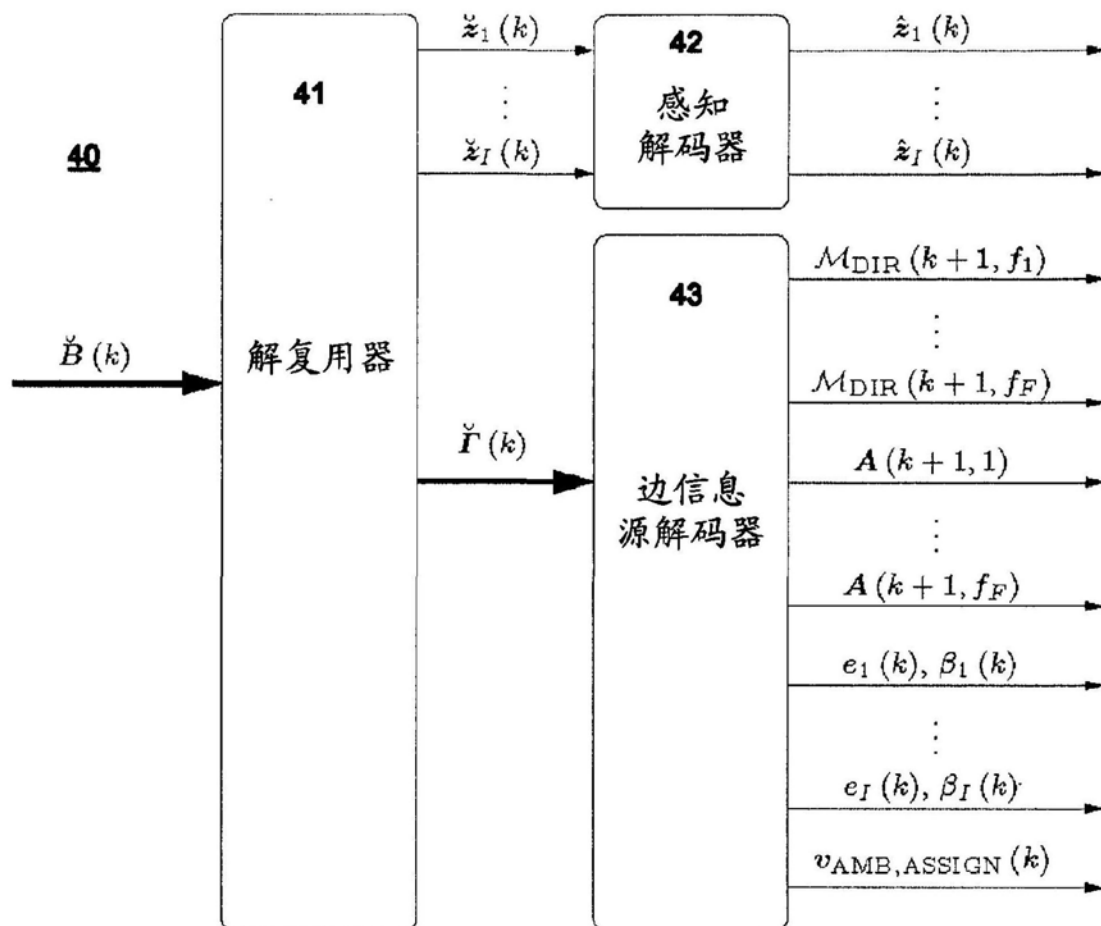 40
B̆(k)
41
解复用器
z̆₁(k)
⋮
z̆_I(k)
Γ̆(k)
42
感知
解码器
ẑ₁(k)
⋮
ẑ_I(k)
43
边信息
源解码器
ℳ_DIR(k + 1, f₁)
⋮
ℳ_DIR(k + 1, f_F)
A(k + 1, 1)
⋮
A(k + 1, f_F)
e₁(k), β₁(k)
⋮
e_I(k), β_I(k)
v_AMB,ASSIGN(k)